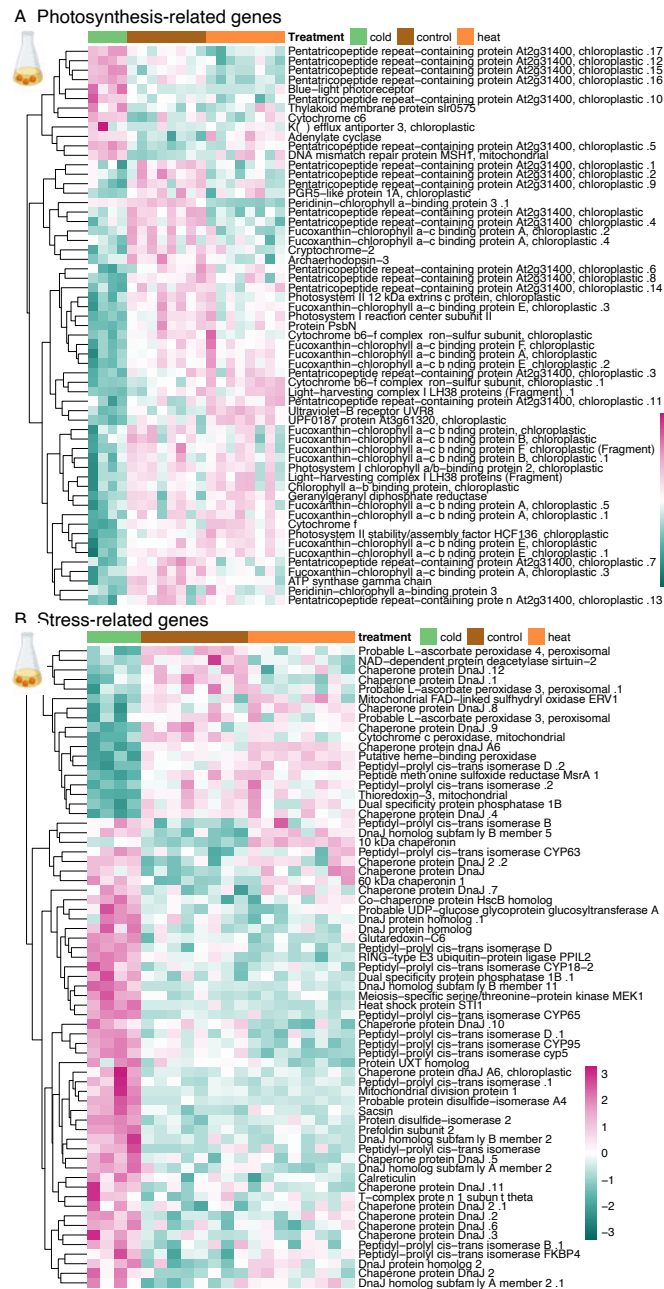 A Photosynthesis-related genes
Treatment cold control heat
Pentatricopeptide repeat-containing protein At2g31400, chloroplastic .17
Pentatricopeptide repeat-containing protein At2g31400, chloroplastic .12
Pentatricopeptide repeat-containing protein At2g31400, chloroplastic .15
Pentatricopeptide repeat-containing protein At2g31400, chloroplastic .16
Blue-light photoreceptor
Pentatricopeptide repeat-containing protein At2g31400, chloroplastic .10
Thylakoid membrane protein slr0575
Cytochrome c6
K( ) efflux antiporter 3, chloroplastic
Adenylate cyclase
Pentatricopeptide repeat-containing protein At2g31400, chloroplastic .5
DNA mismatch repair protein MSH1, mitochondrial
Pentatricopeptide repeat-containing protein At2g31400, chloroplastic .1
Pentatricopeptide repeat-containing protein At2g31400, chloroplastic .2
Pentatricopeptide repeat-containing protein At2g31400, chloroplastic .9
PGR5-like protein 1A, chloroplastic
Peridinin-chlorophyll a-binding protein 3 .1
Pentatricopeptide repeat-containing protein At2g31400, chloroplastic
Pentatricopeptide repeat-containing protein At2g31400, chloroplastic .4
Fucoxanthin-chlorophyll a-c binding protein A, chloroplastic .2
Fucoxanthin-chlorophyll a-c binding protein A, chloroplastic .4
Cryptochrome-2
Archaerhodopsin-3
Pentatricopeptide repeat-containing protein At2g31400, chloroplastic .6
Pentatricopeptide repeat-containing protein At2g31400, chloroplastic .8
Pentatricopeptide repeat-containing protein At2g31400, chloroplastic .14
Photosystem II 12 kDa extrins c protein, chloroplastic
Fucoxanthin-chlorophyll a-c binding protein E, chloroplastic .3
Photosystem I reaction center subunit II
Protein PsbN
Cytochrome b6-f complex ron-sulfur subunit, chloroplastic
Fucoxanthin-chlorophyll a-c binding protein F, chloroplastic
Fucoxanthin-chlorophyll a-c binding protein A, chloroplastic
Fucoxanthin-chlorophyll a-c binding protein E, chloroplastic .2
Pentatricopeptide repeat-containing protein At2g31400, chloroplastic .3
Cytochrome b6-f complex ron-sulfur subunit, chloroplastic .1
Light-harvesting complex I LH38 proteins (Fragment) .1
Pentatricopeptide repeat-containing protein At2g31400, chloroplastic .11
Ultraviolet-B receptor UVR8
UPF0187 protein At3g61320, chloroplastic
Fucoxanthin-chlorophyll a-c b nding protein, chloroplastic
Fucoxanthin-chlorophyll a-c b nding protein B, chloroplastic
Fucoxanthin-chlorophyll a-c b nding protein F chloroplastic (Fragment)
Fucoxanthin-chlorophyll a-c b nding protein B, chloroplastic .1
Photosystem I chlorophyll a/b-binding protein 2, chloroplastic
Light-harvesting complex I LH38 proteins (Fragment)
Chlorophyll a-b binding protein, chloroplastic
Geranylgeranyl diphosphate reductase
Fucoxanthin-chlorophyll a-c b nding protein A, chloroplastic .5
Fucoxanthin-chlorophyll a-c b nding protein A, chloroplastic .1
Cytochrome f
Photosystem II stability/assembly factor HCF136 chloroplastic
Fucoxanthin-chlorophyll a-c b nding protein E, chloroplastic
Fucoxanthin-chlorophyll a-c b nding protein E chloroplastic .1
Pentatricopeptide repeat-containing protein At2g31400, chloroplastic .7
Fucoxanthin-chlorophyll a-c b nding protein A, chloroplastic .3
ATP synthase gamma chain
Peridinin-chlorophyll a-binding protein 3
Pentatricopeptide repeat-containing prote n At2g31400, chloroplastic .13
B Stress-related genes
treatment cold control heat
Probable L-ascorbate peroxidase 4, peroxisomal
NAD-dependent protein deacetylase sirtuin-2
Chaperone protein DnaJ .12
Chaperone protein DnaJ .1
Probable L-ascorbate peroxidase 3, peroxisomal .1
Mitochondrial FAD-linked sulfhydryl oxidase ERV1
Chaperone protein DnaJ .8
Probable L-ascorbate peroxidase 3, peroxisomal
Chaperone protein DnaJ .9
Cytochrome c peroxidase, mitochondrial
Chaperone protein dnaJ A6
Putative heme-binding peroxidase
Peptidyl-prolyl cis-trans isomerase D .2
Peptide meth onine sulfoxide reductase MsrA 1
Peptidyl-prolyl cis-trans isomerase .2
Thioredoxin-3, mitochondrial
Dual specificity protein phosphatase 1B
Chaperone protein DnaJ .4
Peptidyl-prolyl cis-trans isomerase B
DnaJ homolog subfam ly B member 5
10 kDa chaperonin
Peptidyl-prolyl cis-trans isomerase CYP63
Chaperone protein DnaJ 2 .2
Chaperone protein DnaJ
60 kDa chaperonin 1
Chaperone protein DnaJ .7
Co-chaperone protein HscB homolog
Probable UDP-glucose glycoprotein glucosyltransferase A
DnaJ protein homolog .1
DnaJ protein homolog
Glutaredoxin-C6
Peptidyl-prolyl cis-trans isomerase D
RING-type E3 ubiquitin-protein ligase PPIL2
Peptidyl-prolyl cis-trans isomerase CYP18-2
Dual specificity protein phosphatase 1B .1
DnaJ homolog subfam ly B member 11
Meiosis-specific serine/threonine-protein kinase MEK1
Heat shock protein STI1
Peptidyl-prolyl cis-trans isomerase CYP65
Chaperone protein DnaJ .10
Peptidyl-prolyl cis-trans isomerase D .1
Peptidyl-prolyl cis-trans isomerase CYP95
Peptidyl-prolyl cis-trans isomerase cyp5
Protein UXT homolog
Chaperone protein dnaJ A6, chloroplastic
Peptidyl-prolyl cis-trans isomerase .1
Mitochondrial division protein 1
Probable protein disulfide-isomerase A4
Sacsin
Protein disulfide-isomerase 2
Prefoldin subunit 2
DnaJ homolog subfam ly B member 2
Peptidyl-prolyl cis-trans isomerase
Chaperone protein DnaJ .5
DnaJ homolog subfam ly A member 2
Calreticulin
Chaperone protein DnaJ .11
T-complex prote n 1 subun t theta
Chaperone protein DnaJ 2 .1
Chaperone protein DnaJ .2
Chaperone protein DnaJ .6
Chaperone protein DnaJ .3
Peptidyl-prolyl cis-trans isomerase B .1
Peptidyl-prolyl cis-trans isomerase FKBP4
DnaJ protein homolog 2
Chaperone protein DnaJ 2
DnaJ homolog subfam ly A member 2 .1
3
2
1
0
−1
−2
−3